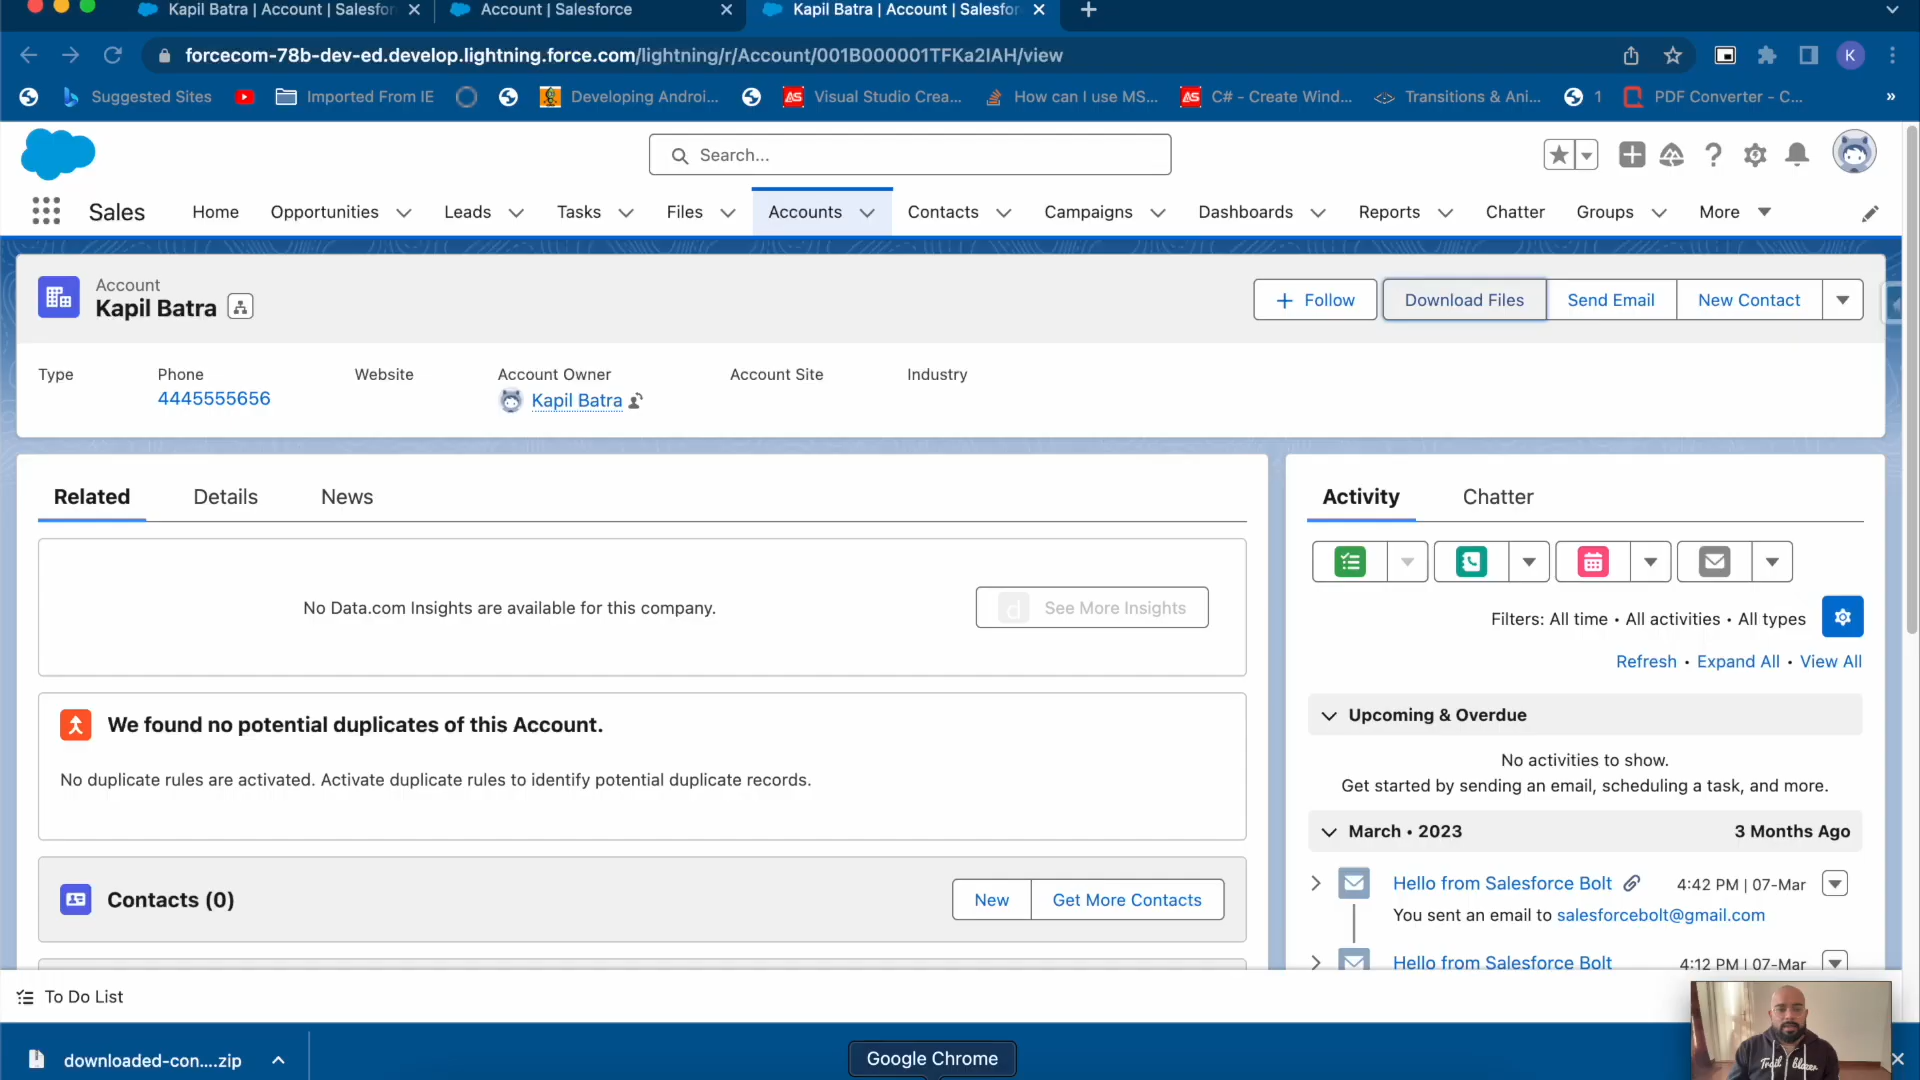 Kapil Batra | Account | Salesfor
Account | Salesforce
Kapil Batra | Account | Salesfor
forcecom-78b-dev-ed.develop.lightning.force.com/lightning/r/Account/001B000001TFKa2IAH/view
K
Suggested Sites
Imported From IE
Developing Androi...
AS
Visual Studio Crea...
How can I use MS...
AS
C# - Create Wind...
Transitions & Ani...
1
PDF Converter - C...
»
Search...
Sales
Home
Opportunities
Leads
Tasks
Files
Accounts
Contacts
Campaigns
Dashboards
Reports
Chatter
Groups
More
Account
Kapil Batra
+ Follow
Download Files
Send Email
New Contact
Type
Phone
Website
Account Owner
Account Site
Industry
4445555656
Kapil Batra
Related
Details
News
Activity
Chatter
No Data.com Insights are available for this company.
d
See More Insights
Filters: All time • All activities • All types
Refresh • Expand All • View All
We found no potential duplicates of this Account.
No duplicate rules are activated. Activate duplicate rules to identify potential duplicate records.
Upcoming & Overdue
No activities to show.
Get started by sending an email, scheduling a task, and more.
March • 2023
3 Months Ago
Contacts (0)
New
Get More Contacts
Hello from Salesforce Bolt
4:42 PM | 07-Mar
You sent an email to salesforcebolt@gmail.com
Hello from Salesforce Bolt
4:12 PM | 07-Mar
To Do List
downloaded-con....zip
Google Chrome
Trail blazer